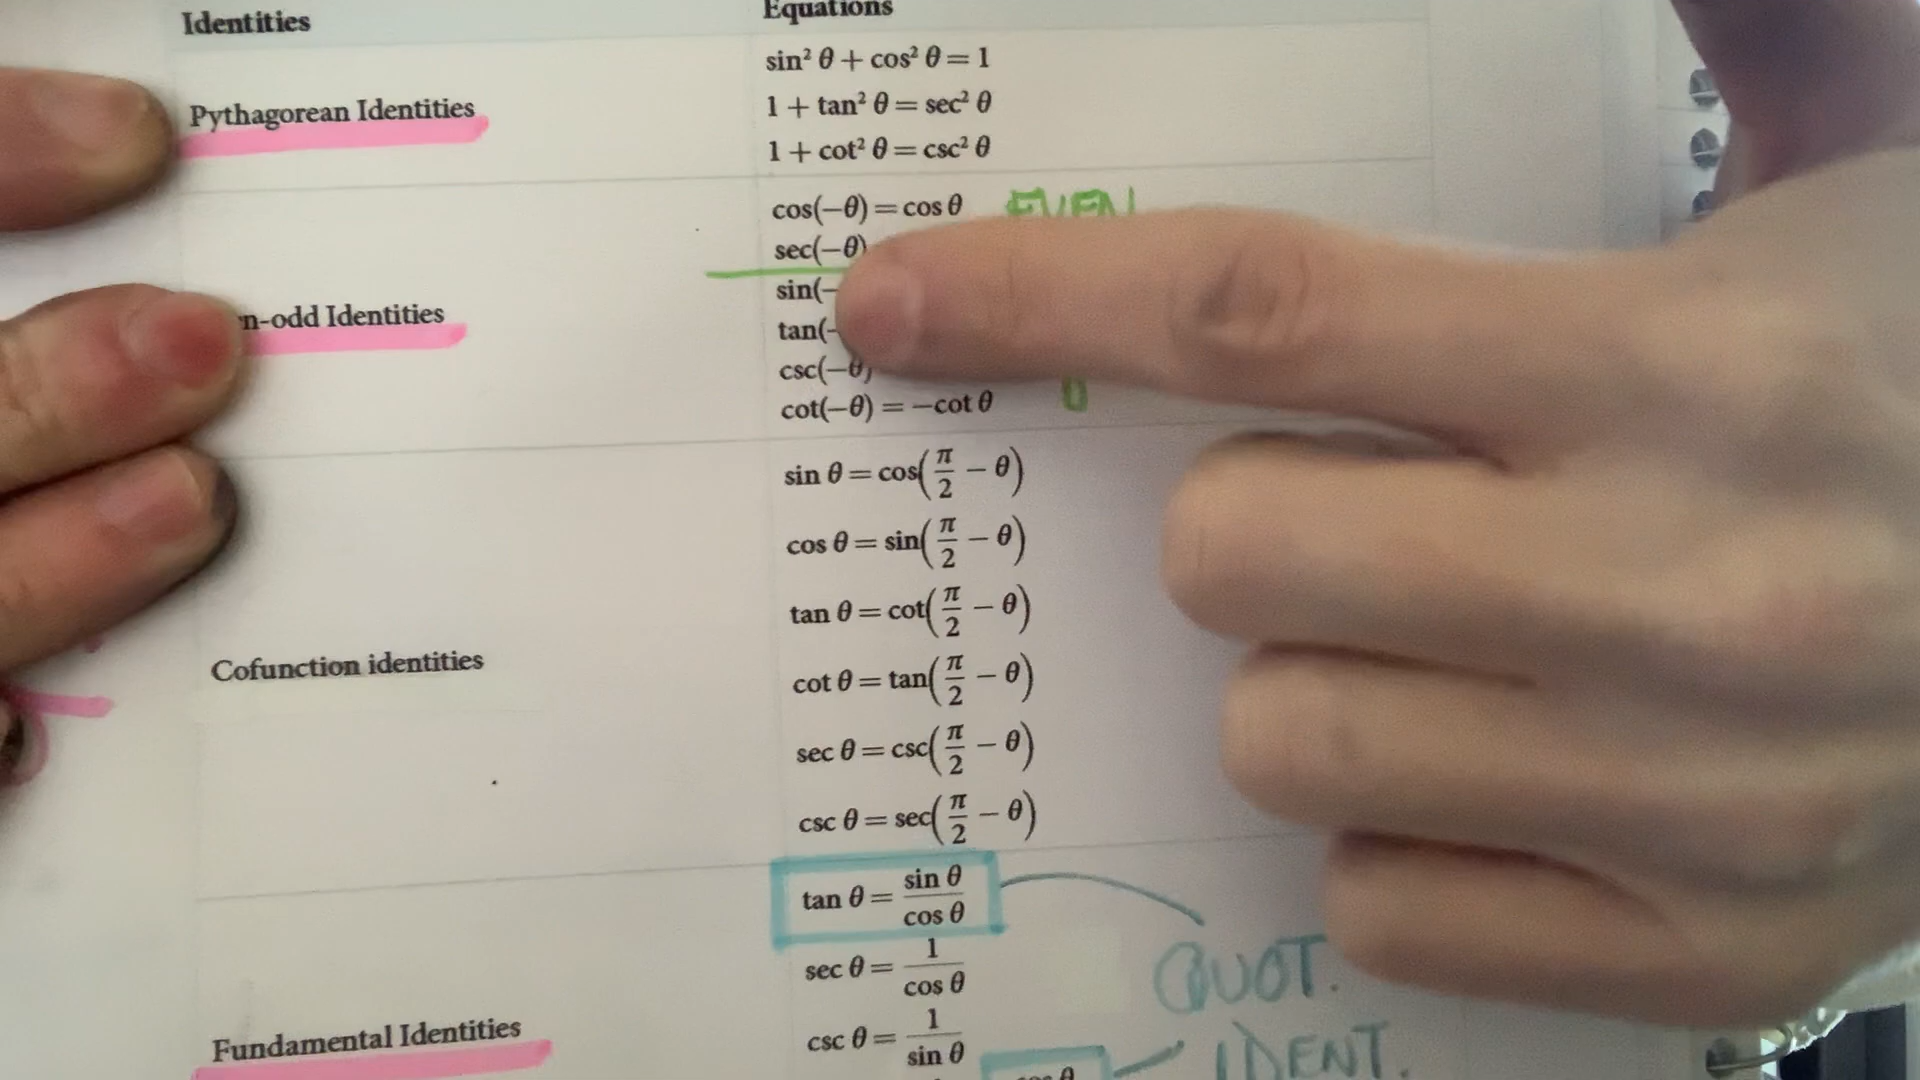 Identities
Equations
Pythagorean Identities
sin² θ + cos² θ = 1
1 + tan² θ = sec² θ
1 + cot² θ = csc² θ
n-odd Identities
cos(−θ) = cos θ EVEN
sec(−θ)
sin(−
tan(−
csc(−θ)
cot(−θ) = −cot θ
Cofunction identities
sin θ = cos(π/2 − θ)
cos θ = sin(π/2 − θ)
tan θ = cot(π/2 − θ)
cot θ = tan(π/2 − θ)
sec θ = csc(π/2 − θ)
csc θ = sec(π/2 − θ)
Fundamental Identities
tan θ = sin θ/cos θ
sec θ = 1/cos θ
csc θ = 1/sin θ
QUOT.
IDENT.